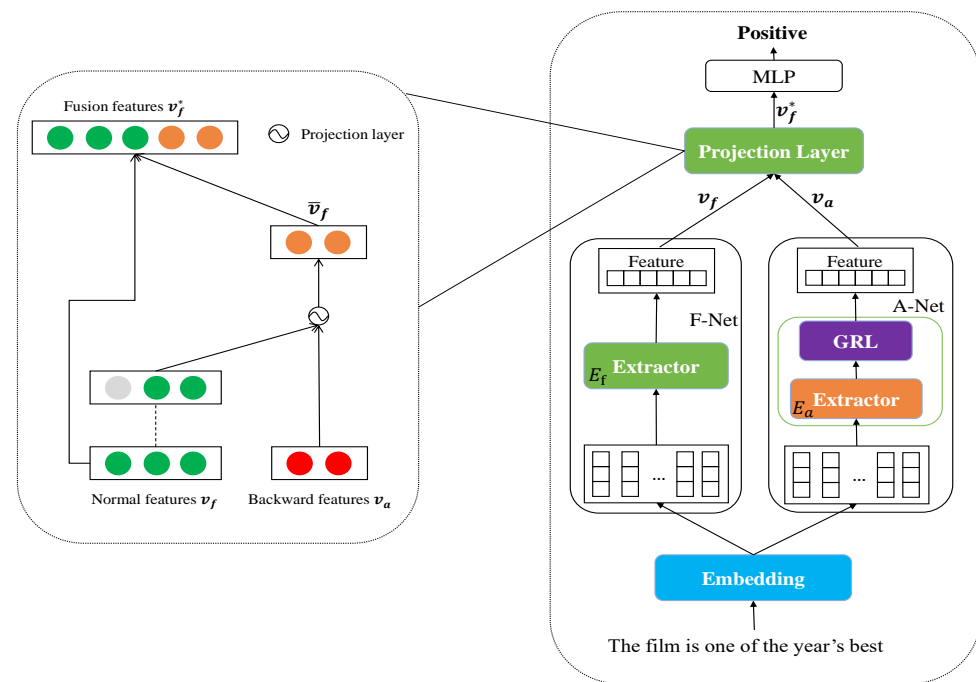 Fusion features v_f^*
Projection layer
v̅_f
Normal features v_f
Backward features v_a
Positive
MLP
v_f^*
Projection Layer
v_f
v_a
Feature
F-Net
Extractor
E_f
...
Feature
A-Net
GRL
Extractor
E_a
...
Embedding
The film is one of the year's best